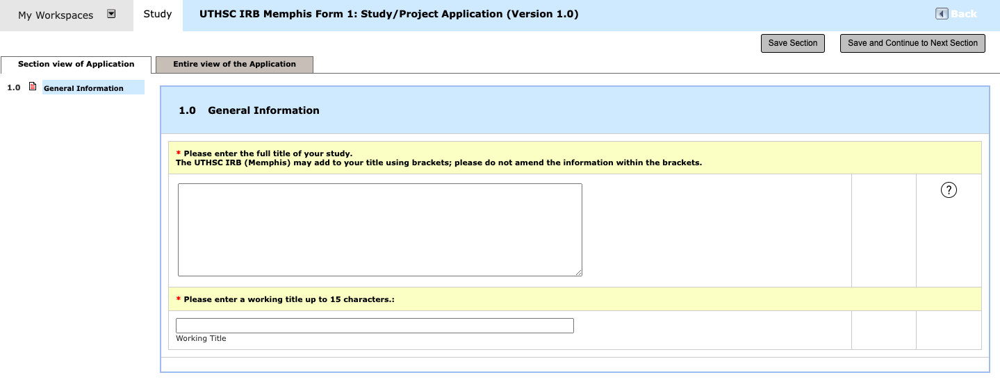 My Workspaces
Study
UTHSC IRB Memphis Form 1: Study/Project Application (Version 1.0)
Back
Save Section
Save and Continue to Next Section
Section view of Application
Entire view of the Application
1.0 General Information
1.0 General Information
* Please enter the full title of your study.
The UTHSC IRB (Memphis) may add to your title using brackets; please do not amend the information within the brackets.
?
* Please enter a working title up to 15 characters.:
Working Title